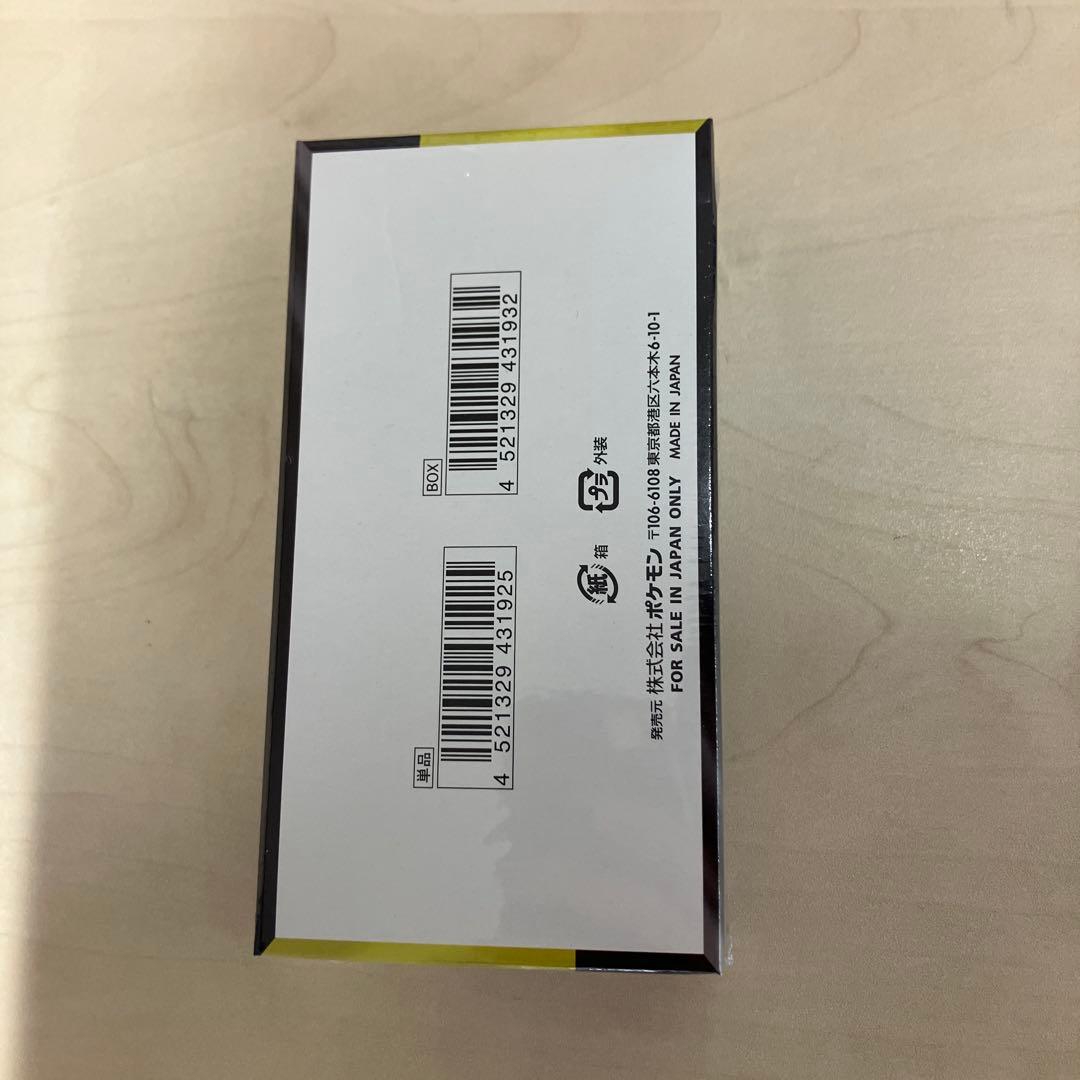 単品
4 521329 431925
BOX
4 521329 431932
紙 箱
プラ 外装
発売元 株式会社 ポケモン 〒106-6108 東京都港区六本木6-10-1
FOR SALE IN JAPAN ONLY MADE IN JAPAN